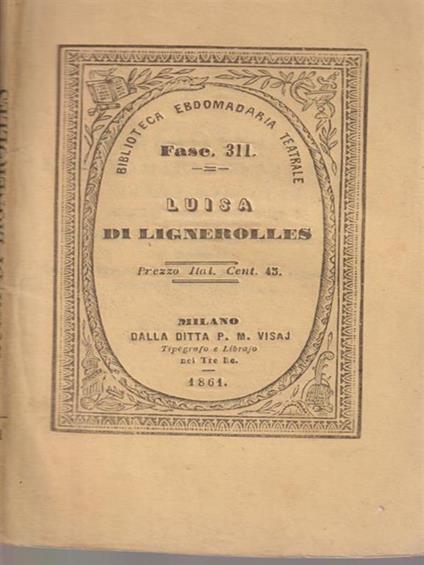 BIBLIOTECA EBDOMADARIA TEATRALE
Fasc. 311.
LUISA
DI LIGNEROLLES
Prezzo Ital. Cent. 45.
MILANO
DALLA DITTA P. M. VISAJ
Tipografo e Librajo
nei Tre Re.
1861.
LIGNEROLLES